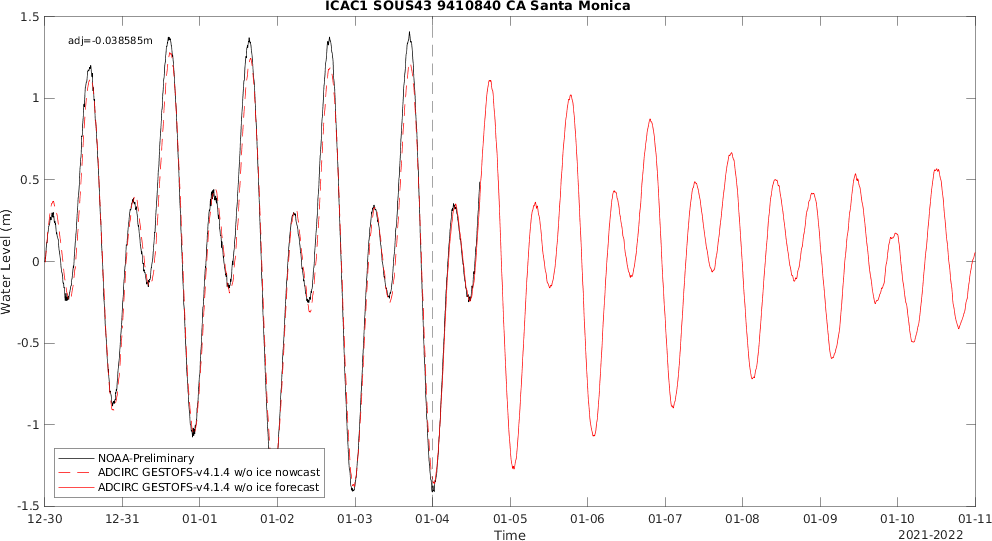 ICAC1 SOUS43 9410840 CA Santa Monica
adj=-0.038585m
1.5
1
0.5
0
-0.5
-1
-1.5
Water Level (m)
NOAA-Preliminary
ADCIRC GESTOFS-v4.1.4 w/o ice nowcast
ADCIRC GESTOFS-v4.1.4 w/o ice forecast
12-30 12-31 01-01 01-02 01-03 01-04 01-05 01-06 01-07 01-08 01-09 01-10 01-11
Time
2021-2022